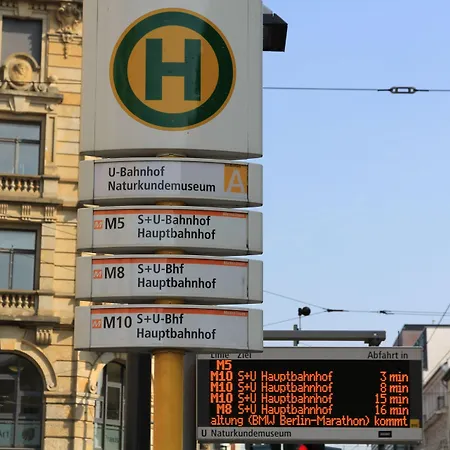 H
U-Bahnhof
Naturkundemuseum A
M5 S+U-Bahnhof
Hauptbahnhof
M8 S+U-Bhf
Hauptbahnhof
M10 S+U-Bhf
Hauptbahnhof
Linie Ziel Abfahrt in
M5
M10 S+U Hauptbahnhof 3 min
M10 S+U Hauptbahnhof 8 min
M10 S+U Hauptbahnhof 15 min
M8 S+U Hauptbahnhof 16 min
altung (BMW Berlin-Marathon) kommt
U Naturkundemuseum